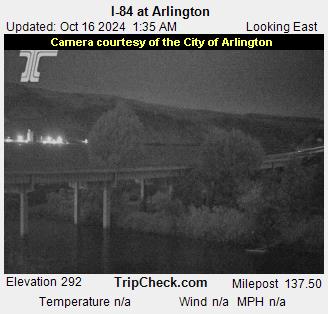 I-84 at Arlington
Updated: Oct 16 2024 1:35 AM Looking East
Camera courtesy of the City of Arlington
Elevation 292 TripCheck.com Milepost 137.50
Temperature n/a Wind n/a MPH n/a